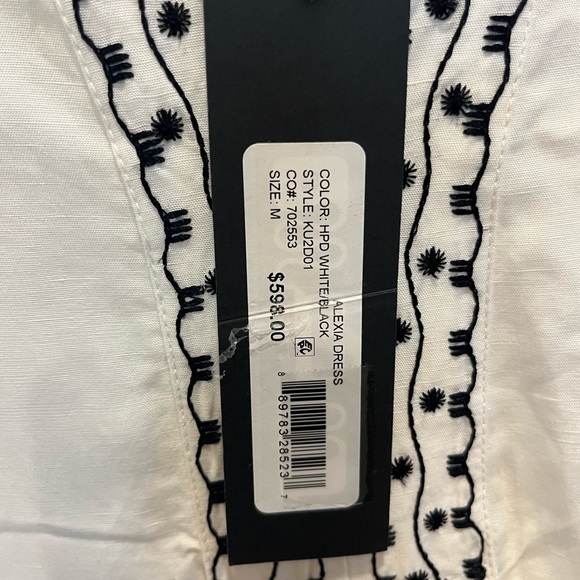 ALEXIA DRESS
COLOR: HPD WHITE/BLACK
STYLE: KU2D01
CO#: 702553
SIZE: M
$598.00
8 89783 28523 7